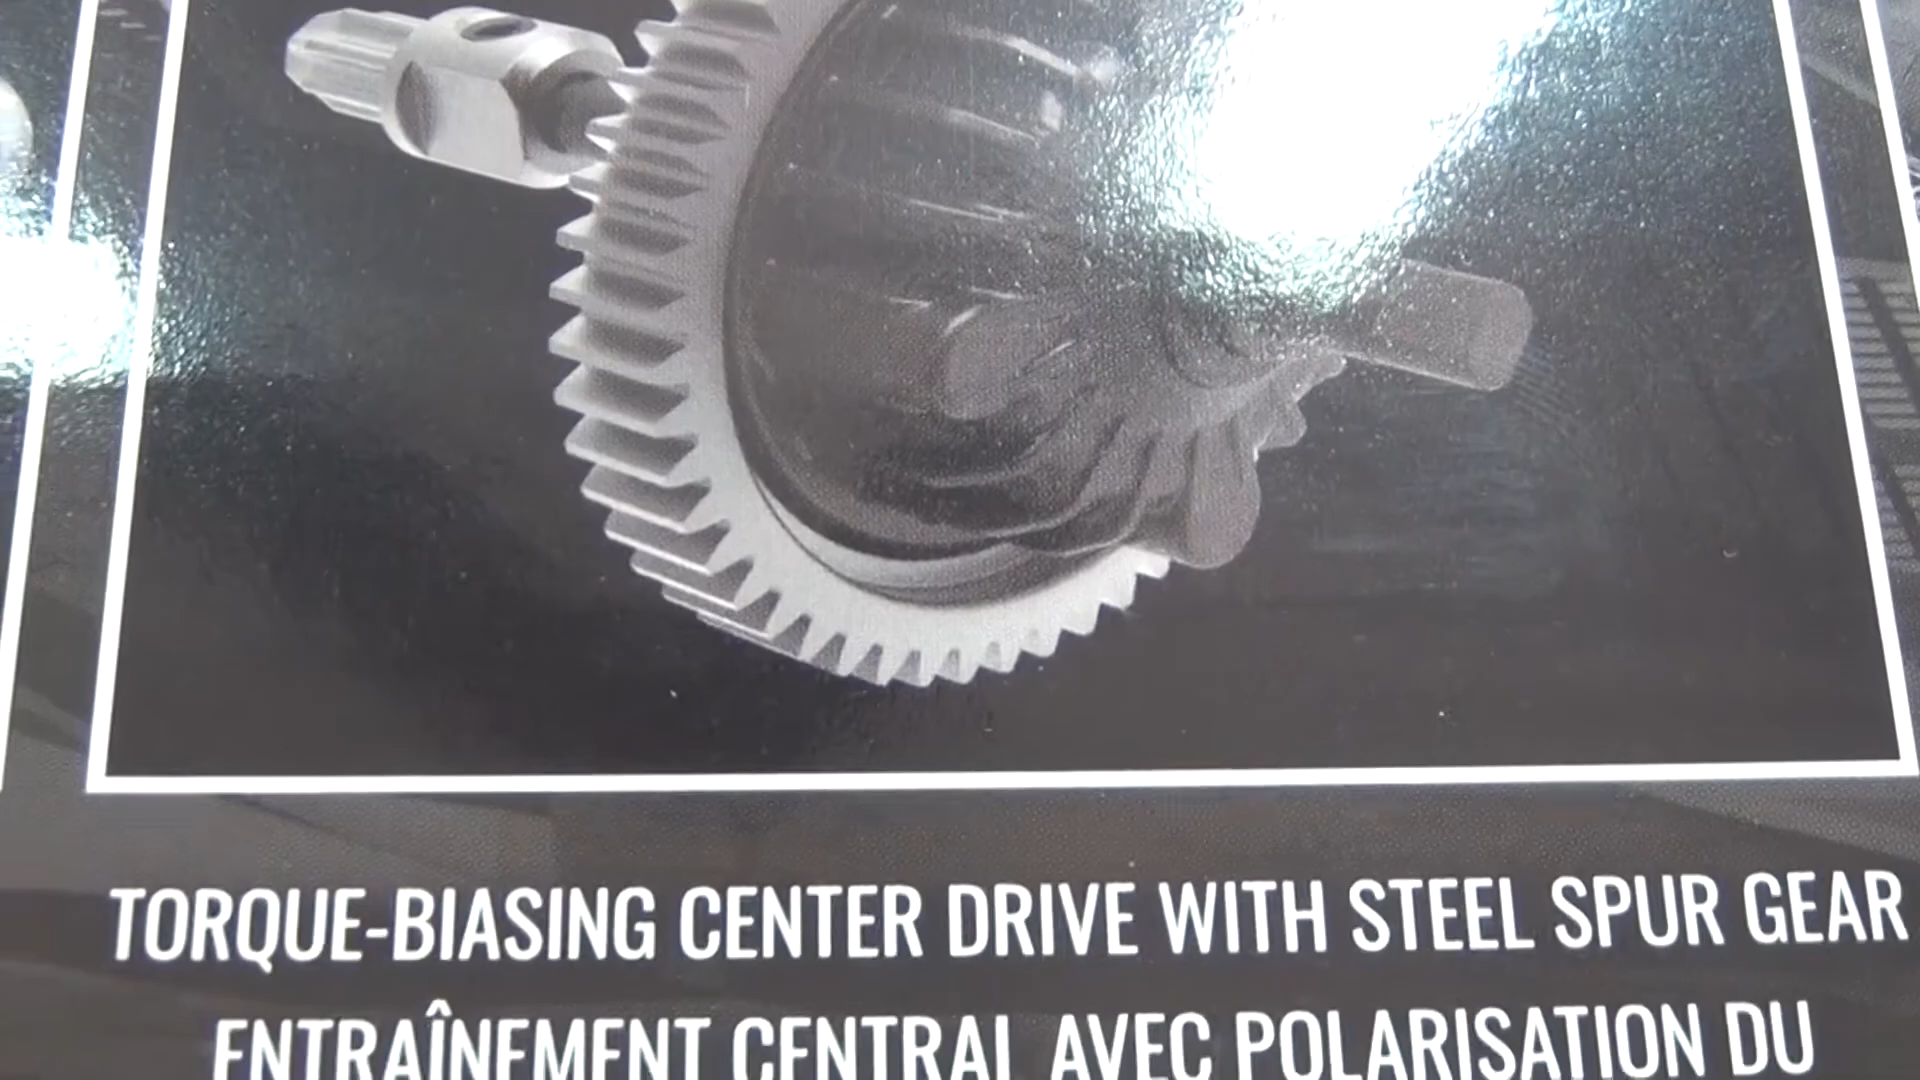 TORQUE-BIASING CENTER DRIVE WITH STEEL SPUR GEAR
ENTRAÎNEMENT CENTRAL AVEC POLARISATION DU